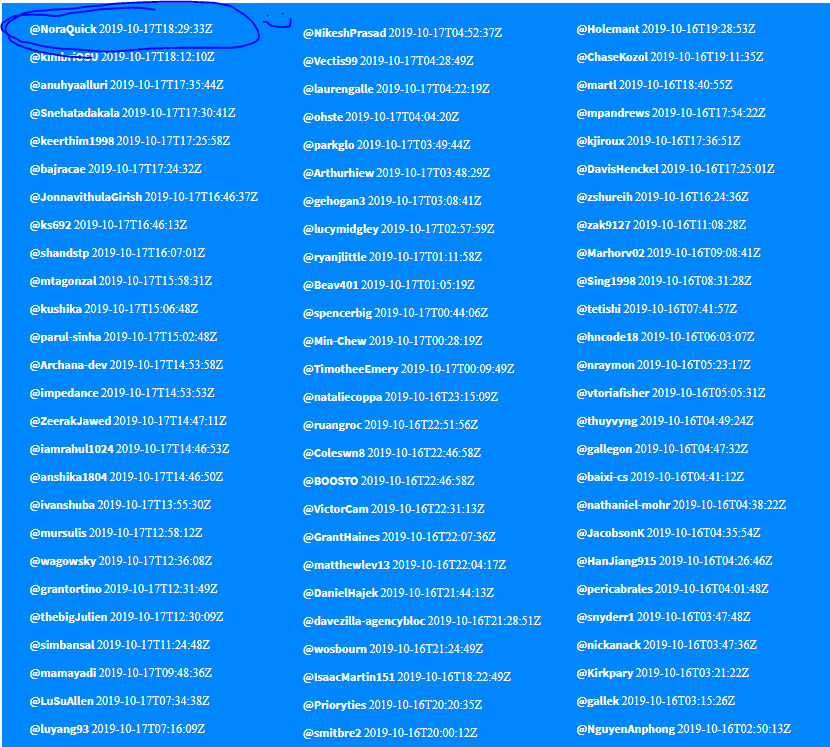 @NoraQuick 2019-10-17T18:29:33Z
@kimbriOSU 2019-10-17T18:12:10Z
@anuhyaalluri 2019-10-17T17:35:44Z
@Snehatadakala 2019-10-17T17:30:41Z
@keerthim1998 2019-10-17T17:25:58Z
@bajracae 2019-10-17T17:24:32Z
@JonnavithulaGirish 2019-10-17T16:46:37Z
@ks692 2019-10-17T16:46:13Z
@shandstp 2019-10-17T16:07:01Z
@mtagonzal 2019-10-17T15:58:31Z
@kushika 2019-10-17T15:06:48Z
@parul-sinha 2019-10-17T15:02:48Z
@Archana-dev 2019-10-17T14:53:58Z
@impedance 2019-10-17T14:53:53Z
@ZeerakJawed 2019-10-17T14:47:11Z
@iamrahul1024 2019-10-17T14:46:53Z
@anshika1804 2019-10-17T14:46:50Z
@ivanshuba 2019-10-17T13:55:30Z
@mursulis 2019-10-17T12:58:12Z
@wagowsky 2019-10-17T12:36:08Z
@grantortino 2019-10-17T12:31:49Z
@thebigJulien 2019-10-17T12:30:09Z
@simbansal 2019-10-17T11:24:48Z
@mamayadi 2019-10-17T09:48:36Z
@LuSuAllen 2019-10-17T07:34:38Z
@luyang93 2019-10-17T07:16:09Z
@NikeshPrasad 2019-10-17T04:52:37Z
@Vectis99 2019-10-17T04:28:49Z
@laurengalle 2019-10-17T04:22:19Z
@ohste 2019-10-17T04:04:20Z
@parkglo 2019-10-17T03:49:44Z
@Arthurhiew 2019-10-17T03:48:29Z
@gehogan3 2019-10-17T03:08:41Z
@lucymidgley 2019-10-17T02:57:59Z
@ryanjlittle 2019-10-17T01:11:58Z
@Beav401 2019-10-17T01:05:19Z
@spencerbig 2019-10-17T00:44:06Z
@Min-Chew 2019-10-17T00:28:19Z
@TimotheeEmery 2019-10-17T00:09:49Z
@nataliecoppa 2019-10-16T23:15:09Z
@ruangroc 2019-10-16T22:51:56Z
@Coleswn8 2019-10-16T22:46:58Z
@BOOSTO 2019-10-16T22:46:58Z
@VictorCam 2019-10-16T22:31:13Z
@GrantHaines 2019-10-16T22:07:36Z
@matthewlev13 2019-10-16T22:04:17Z
@DanielHajek 2019-10-16T21:44:13Z
@davezilla-agencybloc 2019-10-16T21:28:51Z
@wosbourn 2019-10-16T21:24:49Z
@IsaacMartin151 2019-10-16T18:22:49Z
@Prioryties 2019-10-16T20:20:35Z
@smitbre2 2019-10-16T20:00:12Z
@Holemant 2019-10-16T19:28:53Z
@ChaseKozol 2019-10-16T19:11:35Z
@martl 2019-10-16T18:40:55Z
@mpandrews 2019-10-16T17:54:22Z
@kjiroux 2019-10-16T17:36:51Z
@DavisHenckel 2019-10-16T17:25:01Z
@zshureih 2019-10-16T16:24:36Z
@zak9127 2019-10-16T11:08:28Z
@Marhorv02 2019-10-16T09:08:41Z
@Sing1998 2019-10-16T08:31:28Z
@tetishi 2019-10-16T07:41:57Z
@hncode18 2019-10-16T06:03:07Z
@nraymon 2019-10-16T05:23:17Z
@vtoriafisher 2019-10-16T05:05:31Z
@thuyvyng 2019-10-16T04:49:24Z
@gallegon 2019-10-16T04:47:32Z
@baixi-cs 2019-10-16T04:41:12Z
@nathaniel-mohr 2019-10-16T04:38:22Z
@JacobsonK 2019-10-16T04:35:54Z
@HanJiang915 2019-10-16T04:26:46Z
@pericabrales 2019-10-16T04:01:48Z
@snyderr1 2019-10-16T03:47:48Z
@nickanack 2019-10-16T03:47:36Z
@Kirkpary 2019-10-16T03:21:22Z
@gallek 2019-10-16T03:15:26Z
@NguyenAnphong 2019-10-16T02:50:13Z